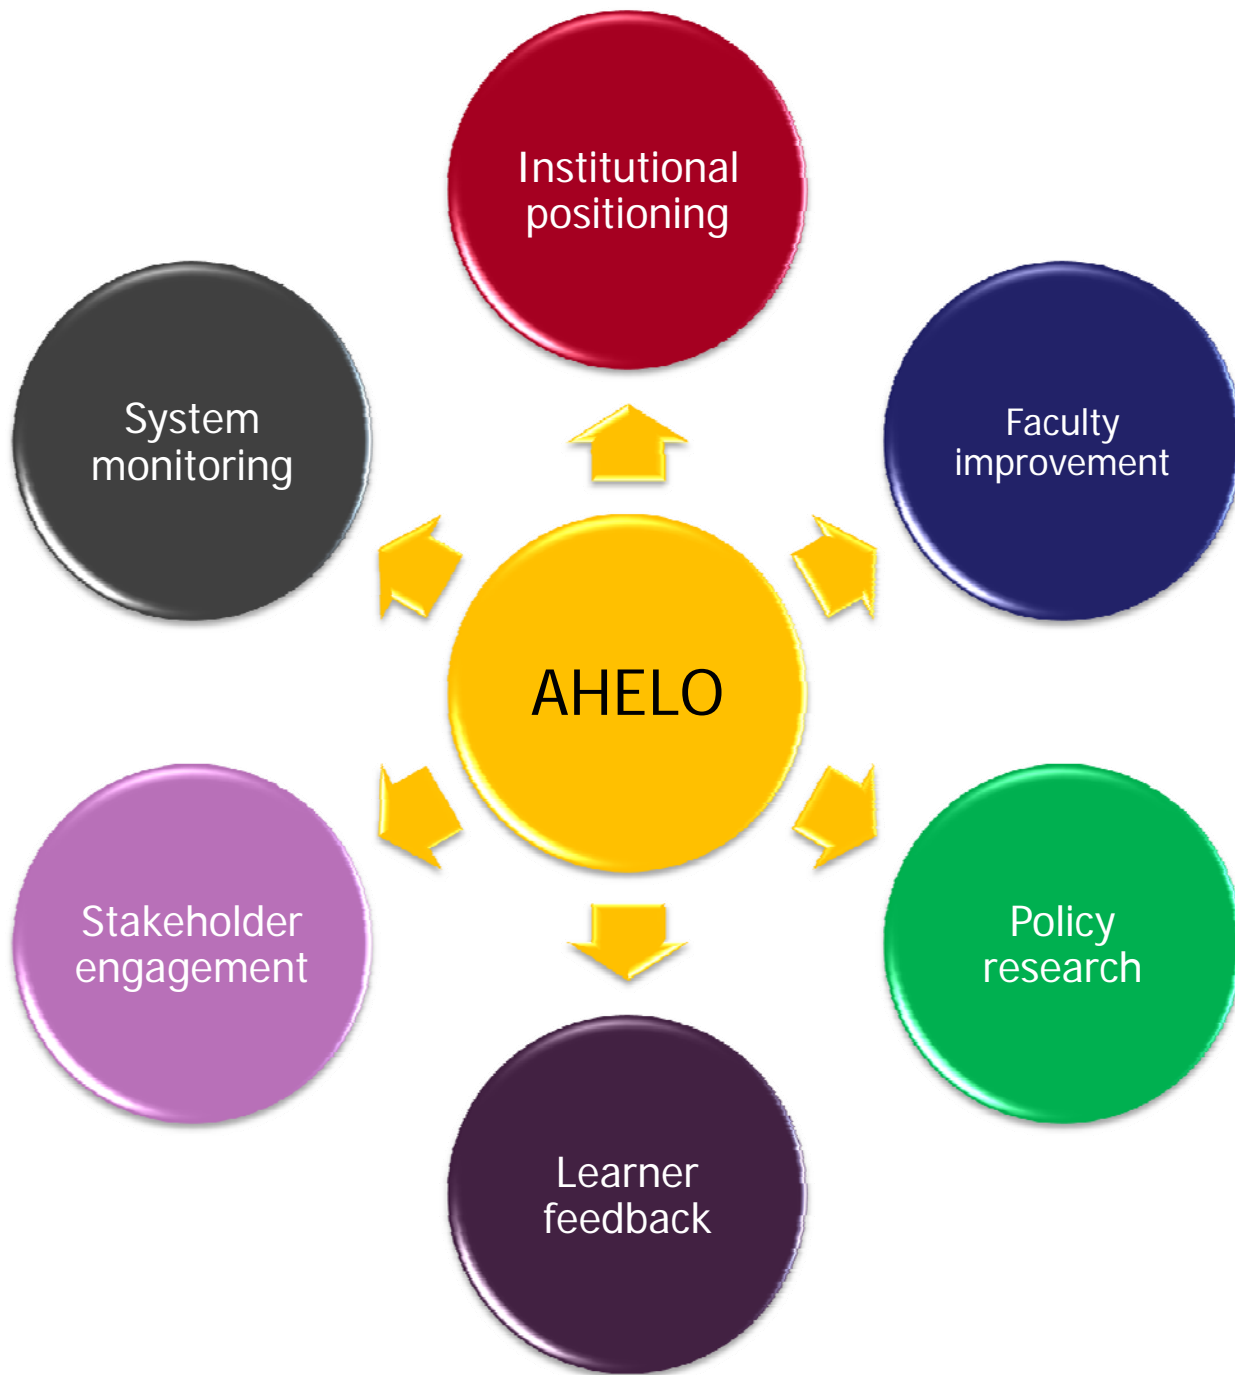 Institutional
positioning
System
monitoring
Faculty
improvement
AHELO
Stakeholder
engagement
Policy
research
Learner
feedback